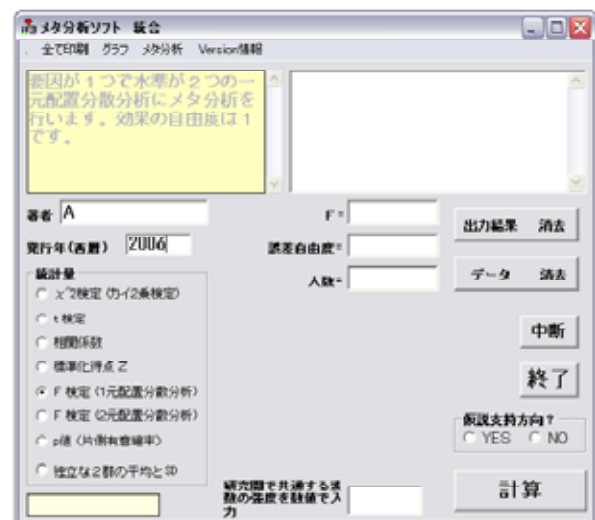 メタ分析ソフト 統合
全て印刷 グラフ メタ分析 Version情報
要因が1つで水準が2つの一
元配置分散分析にメタ分析を
行います。効果の自由度は1
です。
著者 A
発行年(西暦) 2006
F=
誤差自由度=
人数=
出力結果 消去
データ 消去
中断
終了
統計量
χ^2検定 (カイ2乗検定)
t 検定
相関係数
標準化得点 Z
F 検定 (1元配置分散分析)
F 検定 (2元配置分散分析)
p値 (片側有意確率)
独立な2群の平均とSD
仮説支持方向?
YES NO
研究間で共通する変
数の強度を数値で入
力
計算